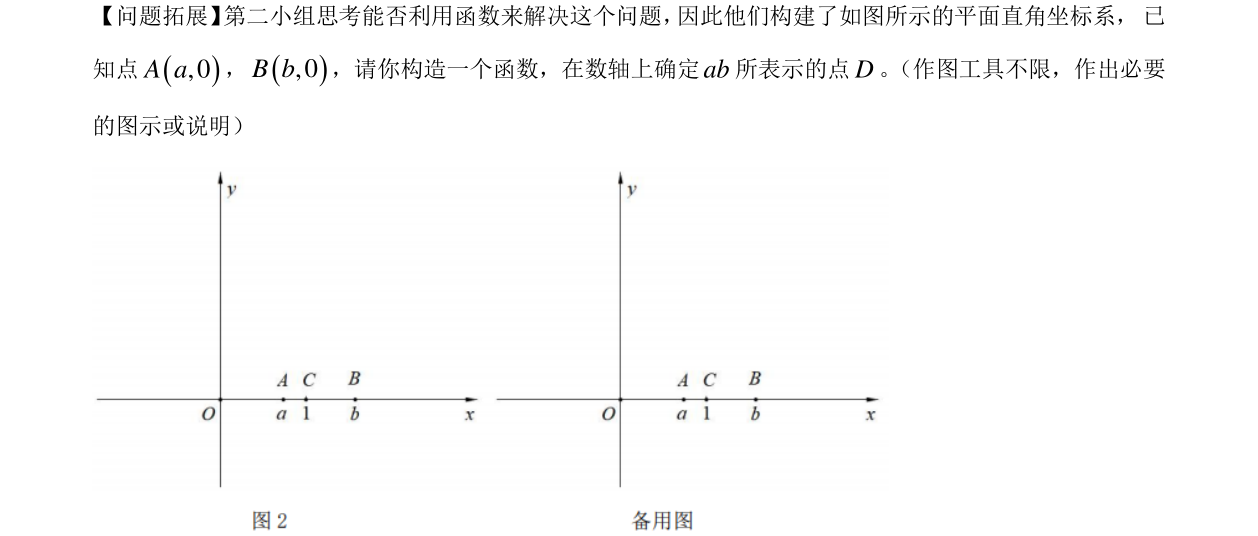 【问题拓展】第二小组思考能否利用函数来解决这个问题,因此他们构建了如图所示的平面直角坐标系, 已
知点 A(a,0), B(b,0),请你构造一个函数,在数轴上确定 ab 所表示的点 D。(作图工具不限,作出必要
的图示或说明)
y y
A C B A C B
O a 1 b x O a 1 b x
图 2 备用图